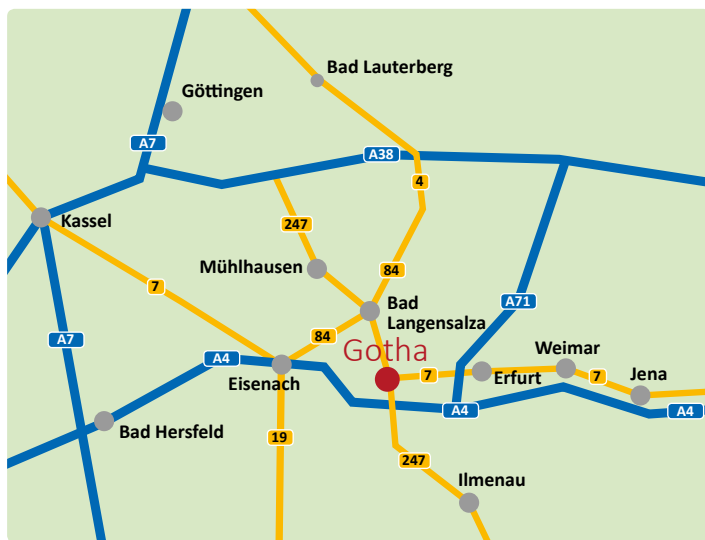 Bad Lauterberg
Göttingen
A7
A38
4
Kassel
247
Mühlhausen
84
7
A71
Bad
Langensalza
84
A7
Gotha
A4
Weimar
Eisenach
7
Erfurt
7
Jena
A4
A4
Bad Hersfeld
19
247
Ilmenau